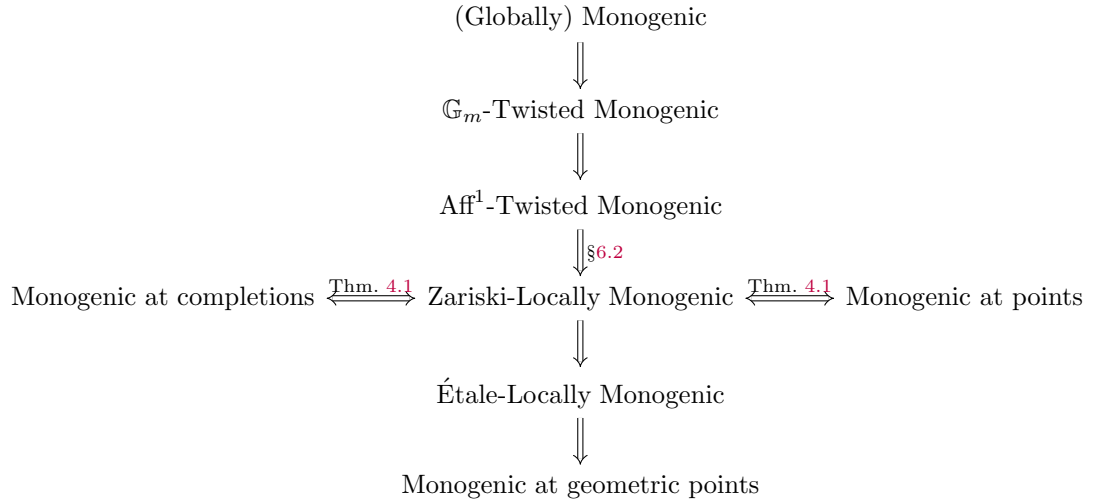 (Globally) Monogenic
𝔾ₘ-Twisted Monogenic
Aff¹-Twisted Monogenic
§6.2
Monogenic at completions Thm. 4.1 Zariski-Locally Monogenic Thm. 4.1 Monogenic at points
Étale-Locally Monogenic
Monogenic at geometric points